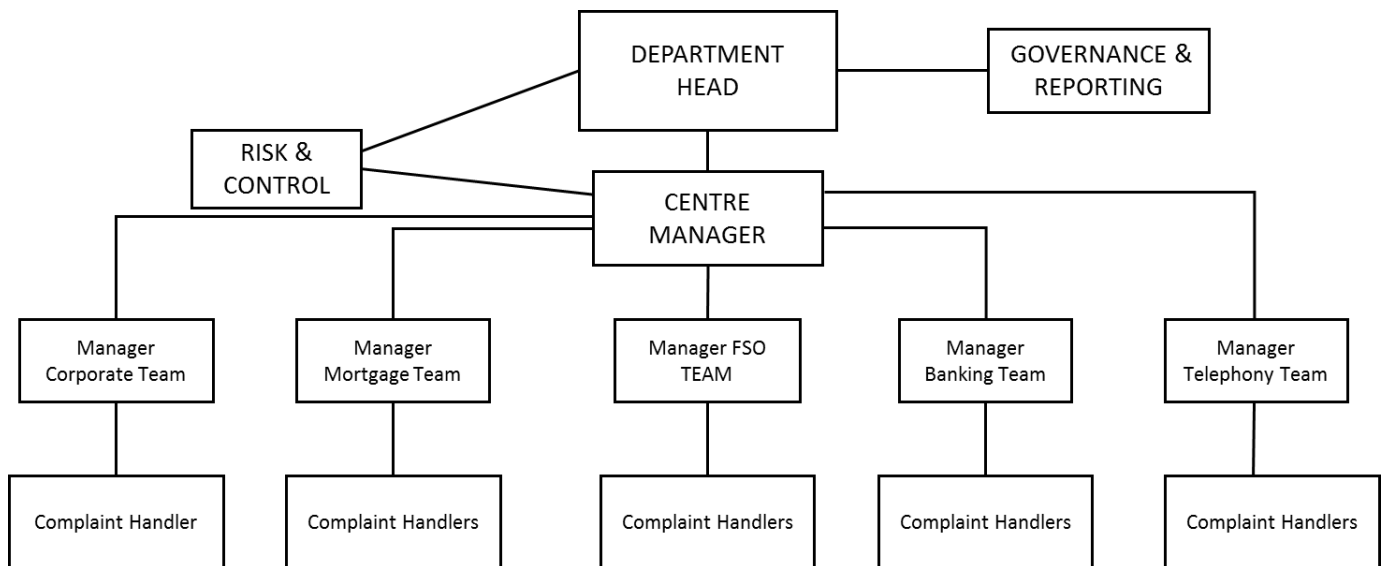 DEPARTMENT
HEAD
GOVERNANCE &
REPORTING
RISK &
CONTROL
CENTRE
MANAGER
Manager
Corporate Team
Manager
Mortgage Team
Manager FSO
TEAM
Manager
Banking Team
Manager
Telephony Team
Complaint Handler
Complaint Handlers
Complaint Handlers
Complaint Handlers
Complaint Handlers